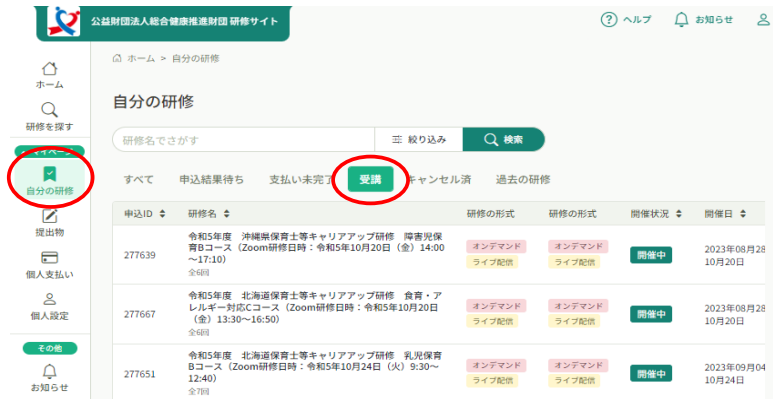 公益財団法人総合健康推進財団 研修サイト
ヘルプ
お知らせ
ホーム > 自分の研修
ホーム
研修を探す
マイページ
自分の研修
提出物
個人支払い
個人設定
その他
お知らせ
自分の研修
研修名でさがす
絞り込み
検索
すべて 申込結果待ち 支払い未完了 受講 キャンセル済 過去の研修
申込ID 研修名 研修の形式 研修の形式 開催状況 開催日
277639
令和5年度 沖縄県保育士等キャリアアップ研修 障害児保
育Bコース(Zoom研修日時:令和5年10月20日(金)14:00
~17:10)
全6回
オンデマンド
ライブ配信
オンデマンド
ライブ配信
開催中
2023年08月28
10月20日
277667
令和5年度 北海道保育士等キャリアアップ研修 食育・ア
レルギー対応Cコース(Zoom研修日時:令和5年10月20日
(金)13:30~16:50)
全6回
オンデマンド
ライブ配信
オンデマンド
ライブ配信
開催中
2023年08月28
10月20日
277651
令和5年度 北海道保育士等キャリアアップ研修 乳児保育
Bコース(Zoom研修日時:令和5年10月24日(火)9:30~
12:40)
全7回
オンデマンド
ライブ配信
オンデマンド
ライブ配信
開催中
2023年09月04
10月24日